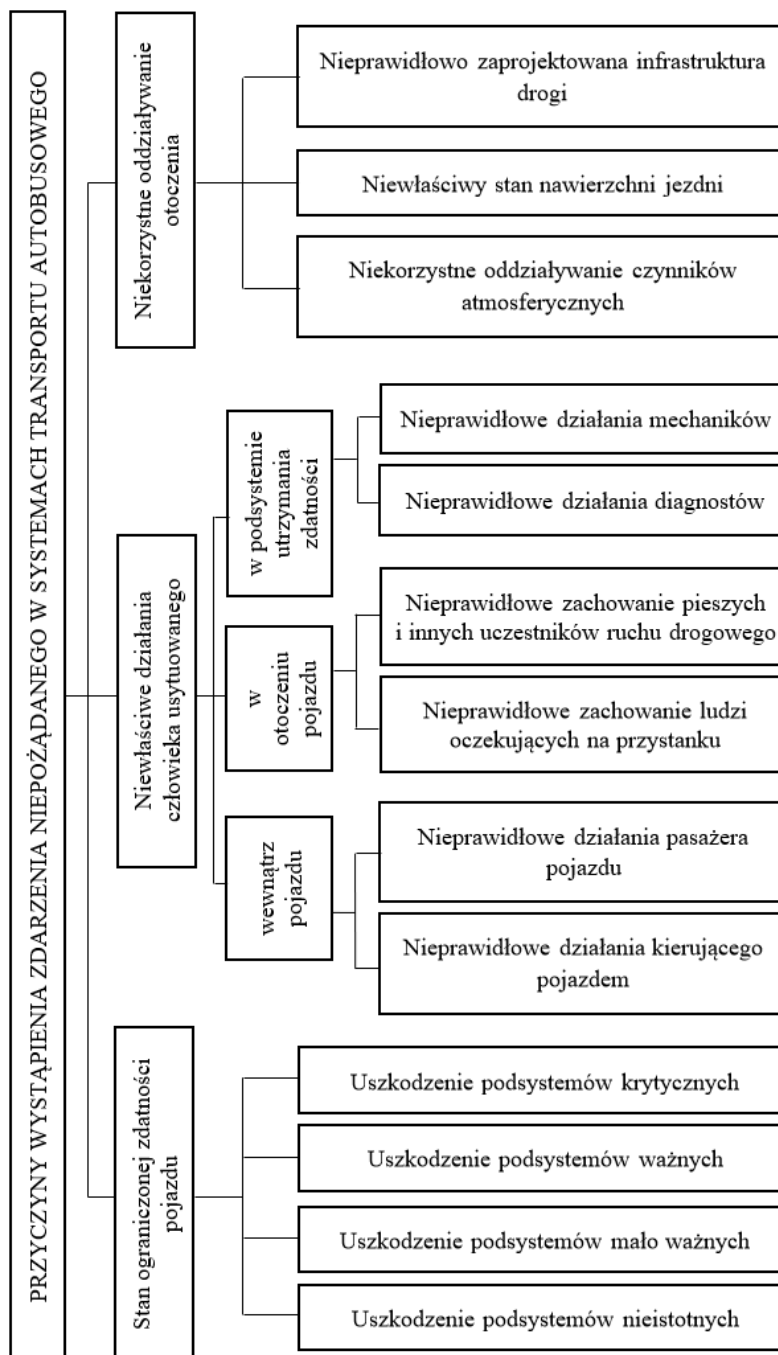 PRZYCZYNY WYSTĄPIENIA ZDARZENIA NIEPOŻĄDANEGO W SYSTEMACH TRANSPORTU AUTOBUSOWEGO
Niekorzystne oddziaływanie
otoczenia
Nieprawidłowo zaprojektowana infrastruktura
drogi
Niewłaściwy stan nawierzchni jezdni
Niekorzystne oddziaływanie czynników
atmosferycznych
Niewłaściwe działania
człowieka usytuowanego
w podsystemie
utrzymania
zdatności
Nieprawidłowe działania mechaników
Nieprawidłowe działania diagnostów
w
otoczeniu
pojazdu
Nieprawidłowe zachowanie pieszych
i innych uczestników ruchu drogowego
Nieprawidłowe zachowanie ludzi
oczekujących na przystanku
wewnątrz
pojazdu
Nieprawidłowe działania pasażera
pojazdu
Nieprawidłowe działania kierującego
pojazdem
Stan ograniczonej zdatności
pojazdu
Uszkodzenie podsystemów krytycznych
Uszkodzenie podsystemów ważnych
Uszkodzenie podsystemów mało ważnych
Uszkodzenie podsystemów nieistotnych